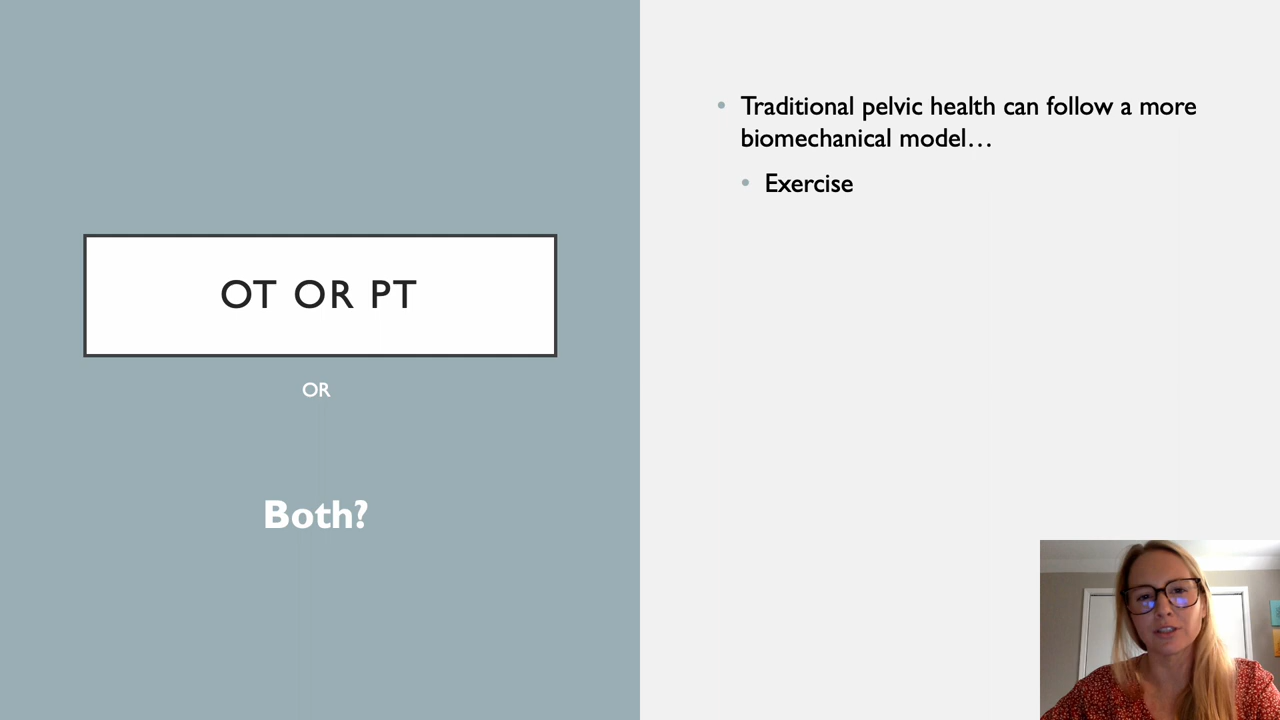 OT OR PT
OR
Both?
• Traditional pelvic health can follow a more
biomechanical model…
• Exercise